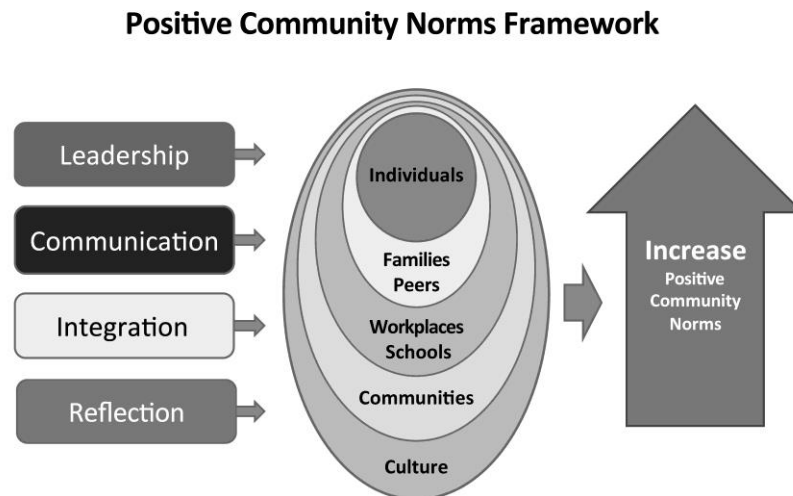 Positive Community Norms Framework
Leadership
Communication
Integration
Reflection
Individuals
Families
Peers
Workplaces
Schools
Communities
Culture
Increase
Positive
Community
Norms